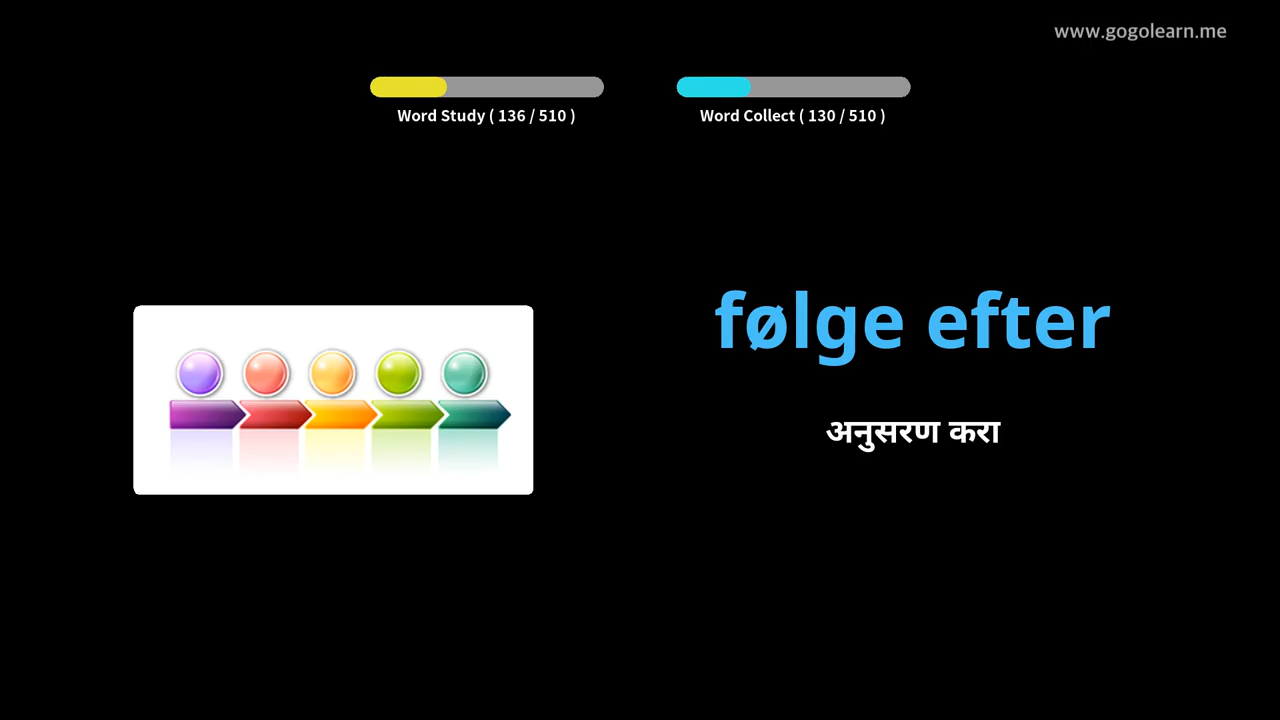 www.gogolearn.me
Word Study ( 136 / 510 )
Word Collect ( 130 / 510 )
følge efter
अनुसरण करा